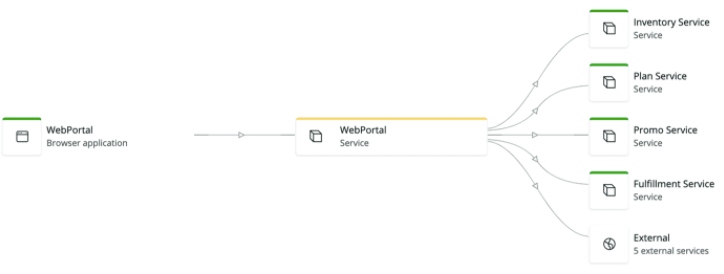 WebPortal
Browser application
WebPortal
Service
Inventory Service
Service
Plan Service
Service
Promo Service
Service
Fulfillment Service
Service
External
5 external services